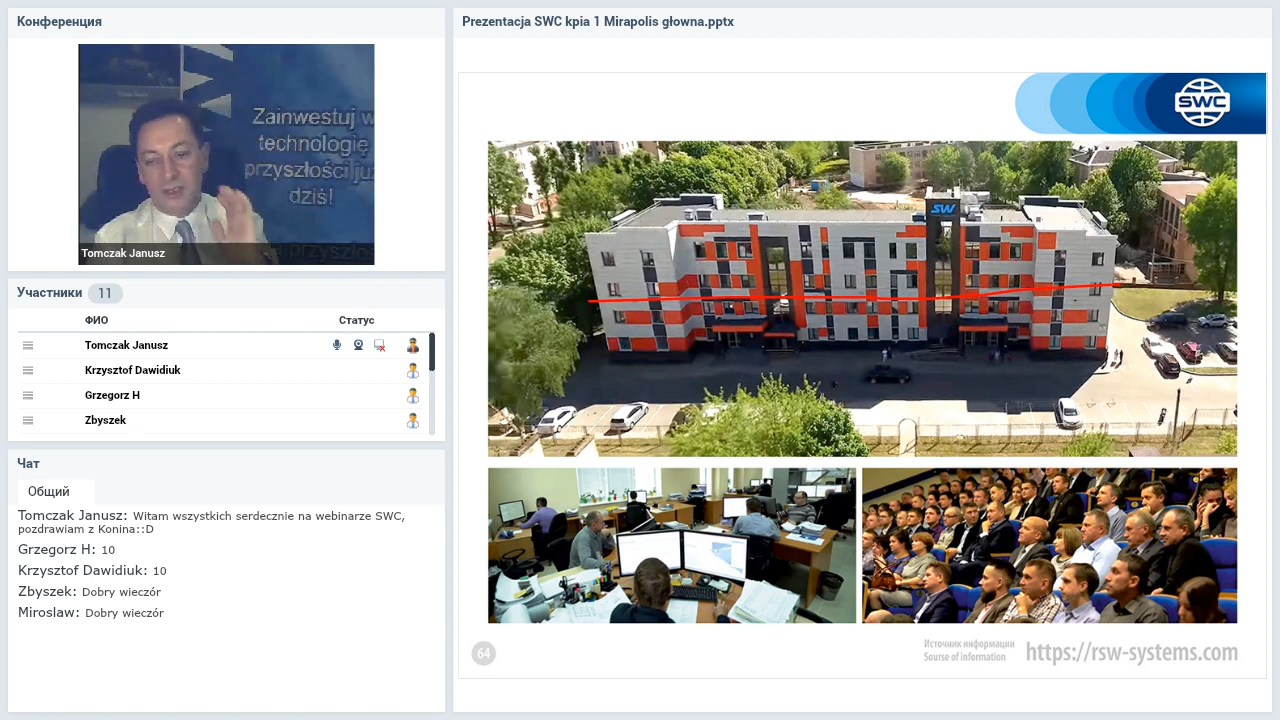 Конференция
Zainwestuj w
technologię
przyszłości już
dziś!
Tomczak Janusz
Участники 11
ФИО Статус
Tomczak Janusz
Krzysztof Dawidiuk
Grzegorz H
Zbyszek
Чат
Общий
Tomczak Janusz: Witam wszystkich serdecznie na webinarze SWC,
pozdrawiam z Konina::D
Grzegorz H: 10
Krzysztof Dawidiuk: 10
Zbyszek: Dobry wieczór
Miroslaw: Dobry wieczór
Prezentacja SWC kpia 1 Mirapolis głowna.pptx
SWC
SW
64
Источник информации
Sourse of information
https://rsw-systems.com